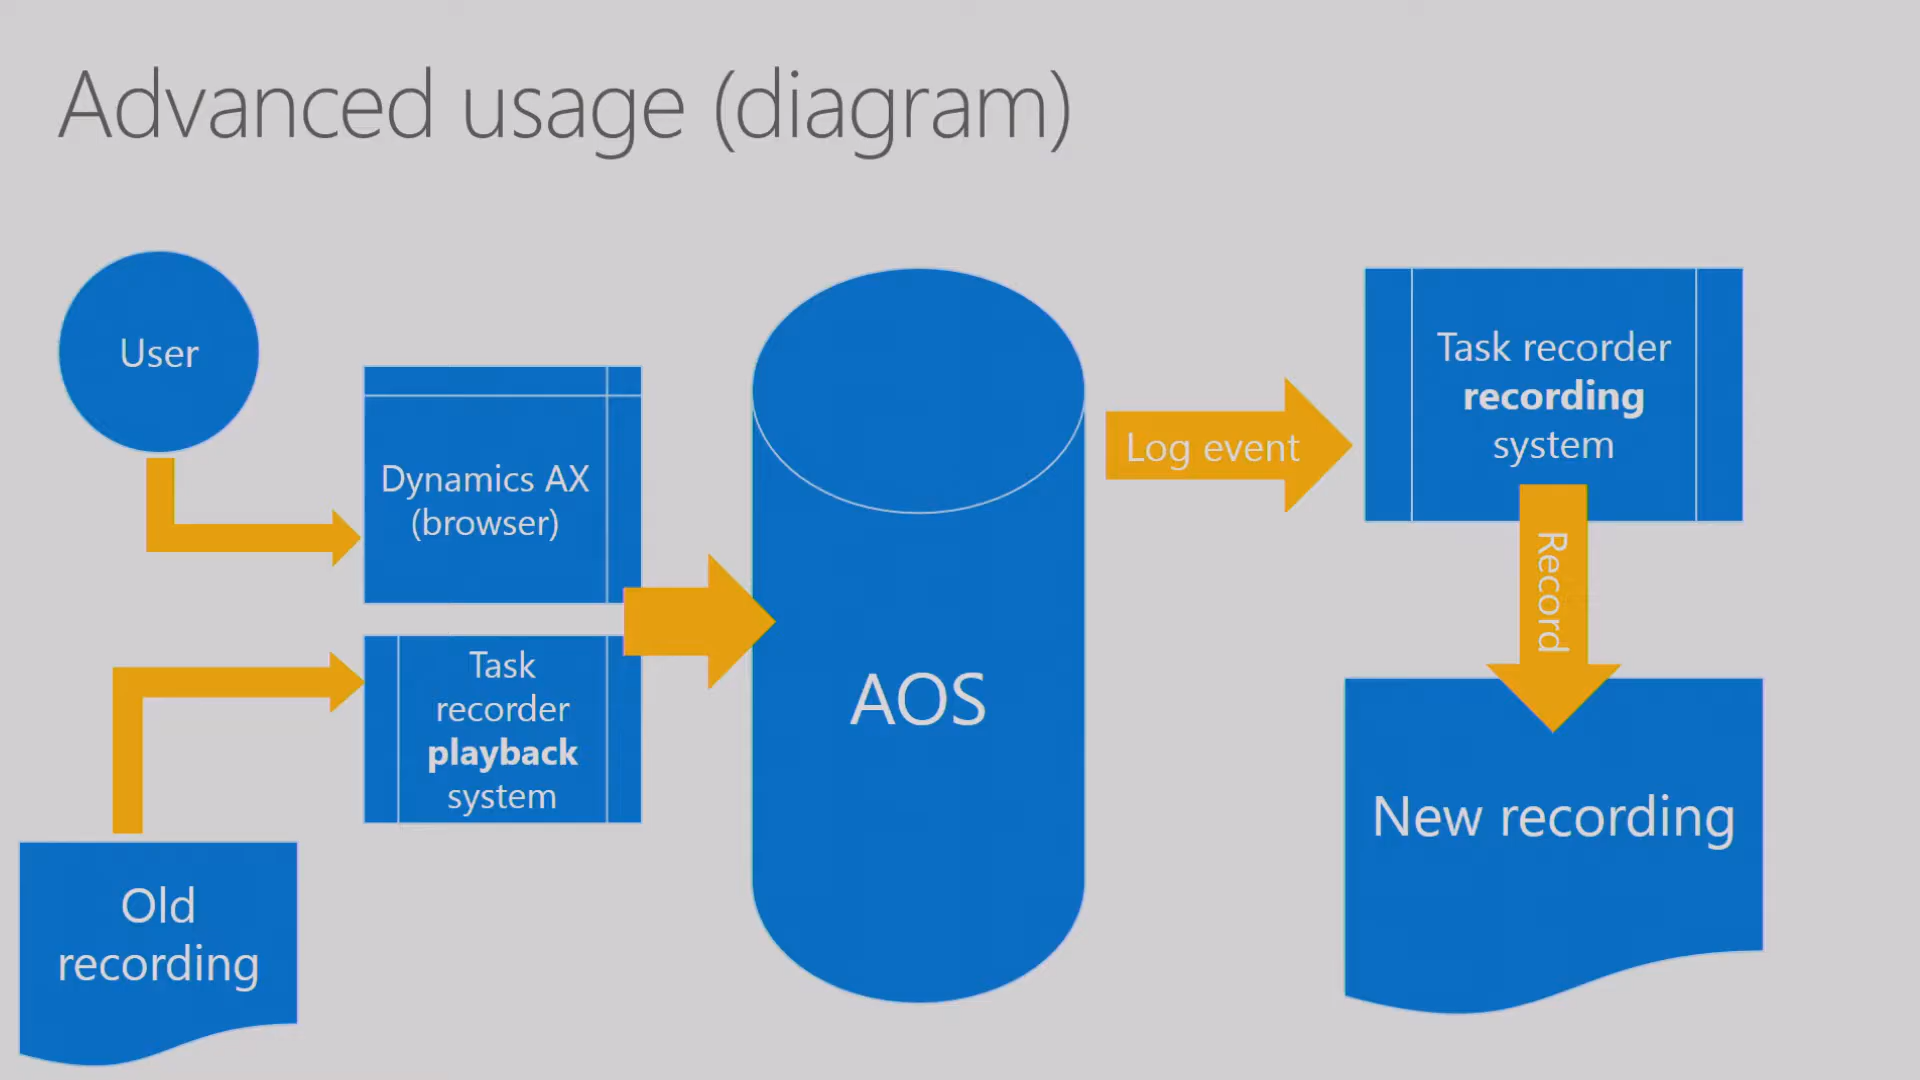 Advanced usage (diagram)
User
Dynamics AX
(browser)
Task
recorder
playback
system
Old
recording
AOS
Log event
Task recorder
recording
system
Record
New recording